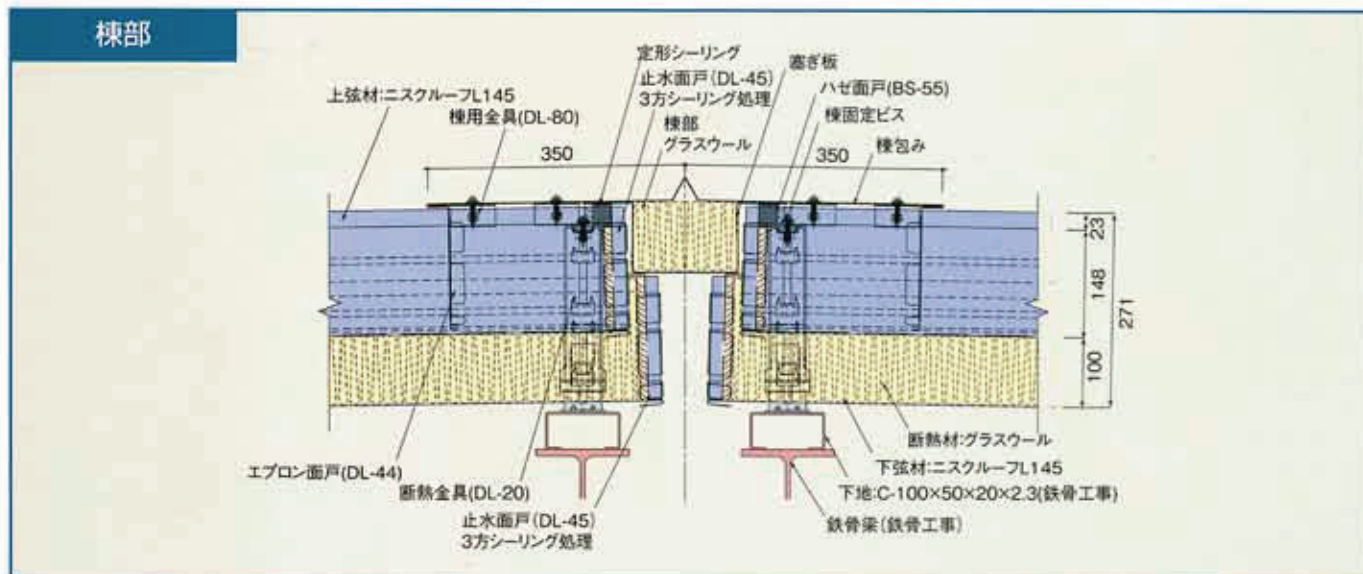 棟部
定形シーリング
止水面戸(DL-45)
3方シーリング処理
棟部
グラスウール
塞ぎ板
ハゼ面戸(BS-55)
棟固定ビス
棟包み
上弦材:ニスクルーフL145
棟用金具(DL-80)
350
350
23
148
271
100
エプロン面戸(DL-44)
断熱金具(DL-20)
止水面戸(DL-45)
3方シーリング処理
断熱材:グラスウール
下弦材:ニスクルーフL145
下地:C-100×50×20×2.3(鉄骨工事)
鉄骨梁(鉄骨工事)